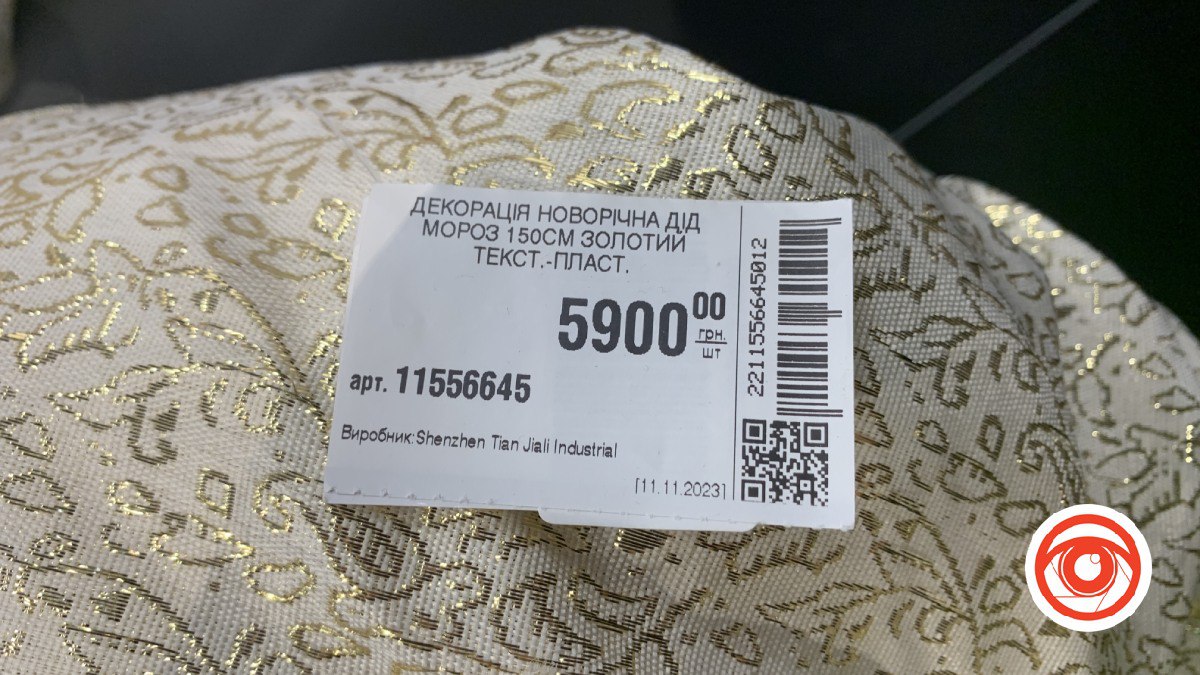 ДЕКОРАЦІЯ НОВОРІЧНА ДІД
МОРОЗ 150СМ ЗОЛОТИЙ
ТЕКСТ.-ПЛАСТ.
5900 00 грн. шт
арт. 11556645
Виробник:Shenzhen Tian Jiali Industrial
[11.11.2023]
2211556645012